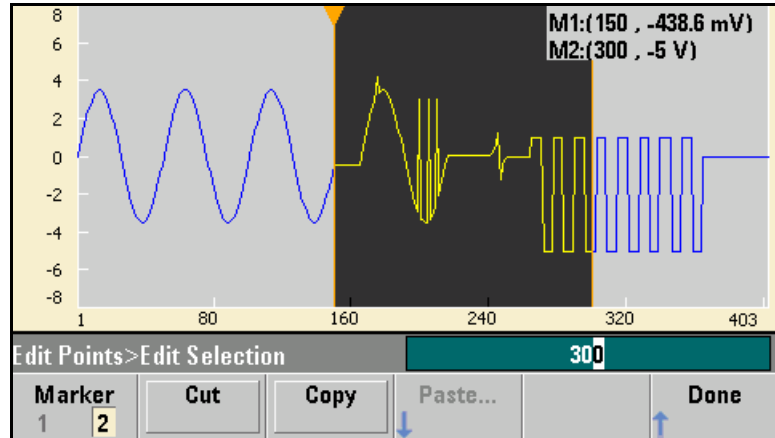 8
6
4
2
0
-2
-4
-6
-8
M1:(150 , -438.6 mV)
M2:(300 , -5 V)
1 80 160 240 320 403
Edit Points>Edit Selection 300
Marker Cut Copy Paste... Done
1 2